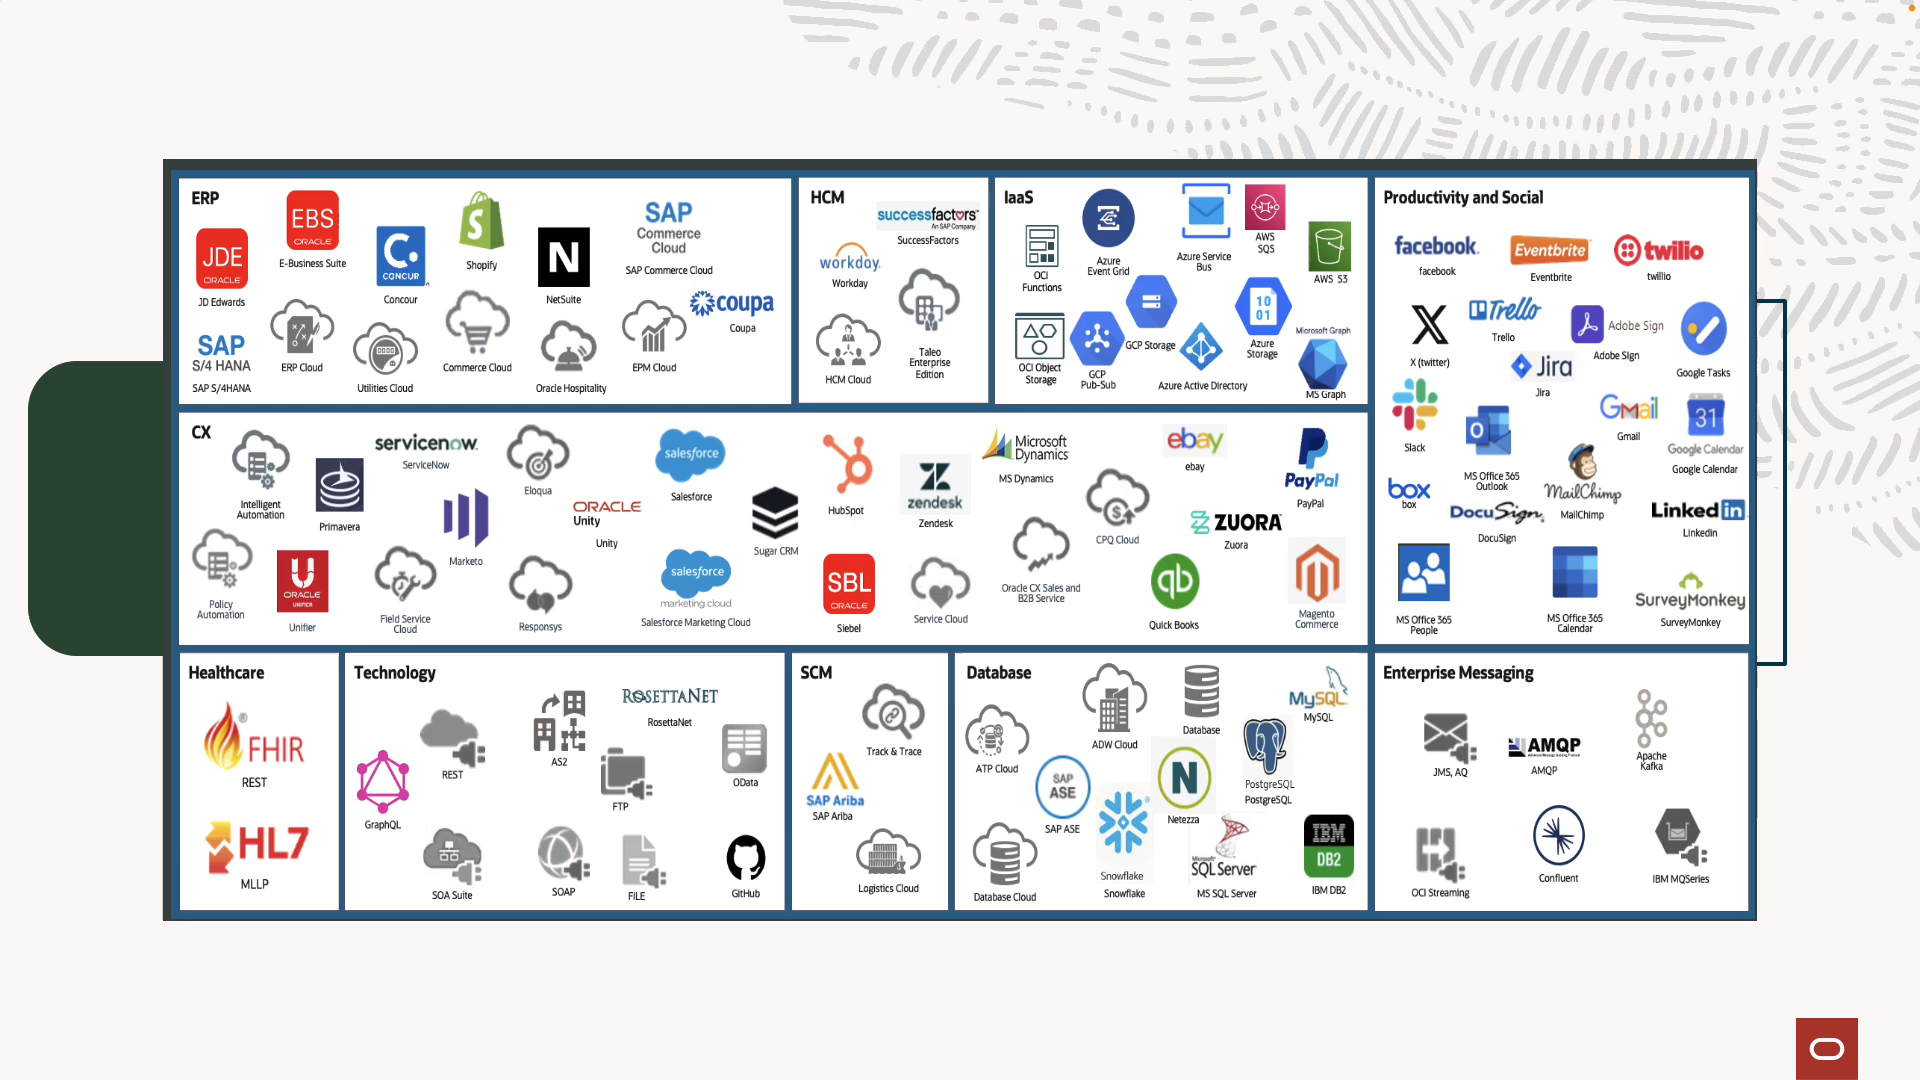 ERP
EBS
ORACLE
E-Business Suite
JDE
ORACLE
JD Edwards
C.
CONCUR
Concour
Shopify
N
NetSuite
SAP
Commerce
Cloud
SAP Commerce Cloud
coupa
Coupa
SAP
S/4 HANA
SAP S/4HANA
ERP Cloud
Utilities Cloud
Commerce Cloud
Oracle Hospitality
EPM Cloud
HCM
successfactors™
An SAP Company
SuccessFactors
workday.
Workday
HCM Cloud
Taleo
Enterprise
Edition
IaaS
OCI
Functions
Azure
Event Grid
Azure Service
Bus
AWS
SQS
AWS S3
OCI Object
Storage
GCP
Pub-Sub
GCP Storage
Azure Active Directory
10
01
Azure
Storage
Microsoft Graph
MS Graph
Productivity and Social
facebook.
facebook
Eventbrite
Eventbrite
twilio
twillio
X (twitter)
Trello
Trello
Adobe Sign
Adobe Sign
Google Tasks
Jira
Jira
Slack
MS Office 365
Outlook
Gmail
Gmail
31
Google Calendar
Google Calendar
box
box
DocuSign
DocuSign
MailChimp
MailChimp
Linked in
LinkedIn
MS Office 365
People
MS Office 365
Calendar
SurveyMonkey
SurveyMonkey
CX
Intelligent
Automation
Primavera
servicenow.
ServiceNow
Marketo
Eloqua
ORACLE
Unity
Unity
salesforce
Salesforce
Sugar CRM
HubSpot
zendesk
Zendesk
Microsoft
Dynamics
MS Dynamics
CPQ Cloud
ebay
ebay
PayPal
PayPal
ZUORA
Zuora
Policy
Automation
ORACLE
UNIFIER
Unifier
Field Service
Cloud
Responsys
salesforce
marketing cloud
Salesforce Marketing Cloud
SBL
ORACLE
Siebel
Service Cloud
Oracle CX Sales and
B2B Service
qb
Quick Books
Magento
Commerce
Healthcare
FHIR
®
REST
HL7
MLLP
Technology
GraphQL
REST
AS2
ROSETTANET
RosettaNet
FTP
OData
SOA Suite
SOAP
FILE
GitHub
SCM
Track & Trace
SAP Ariba
SAP Ariba
Logistics Cloud
Database
ATP Cloud
ADW Cloud
Database
MySQL
MySQL
SAP
ASE
SAP ASE
N
Netezza
PostgreSQL
PostgreSQL
Database Cloud
Snowflake
Snowflake
Microsoft
SQL Server
MS SQL Server
IBM
DB2
IBM DB2
Enterprise Messaging
JMS, AQ
AMQP
AMQP
Apache
Kafka
OCI Streaming
Confluent
IBM MQSeries